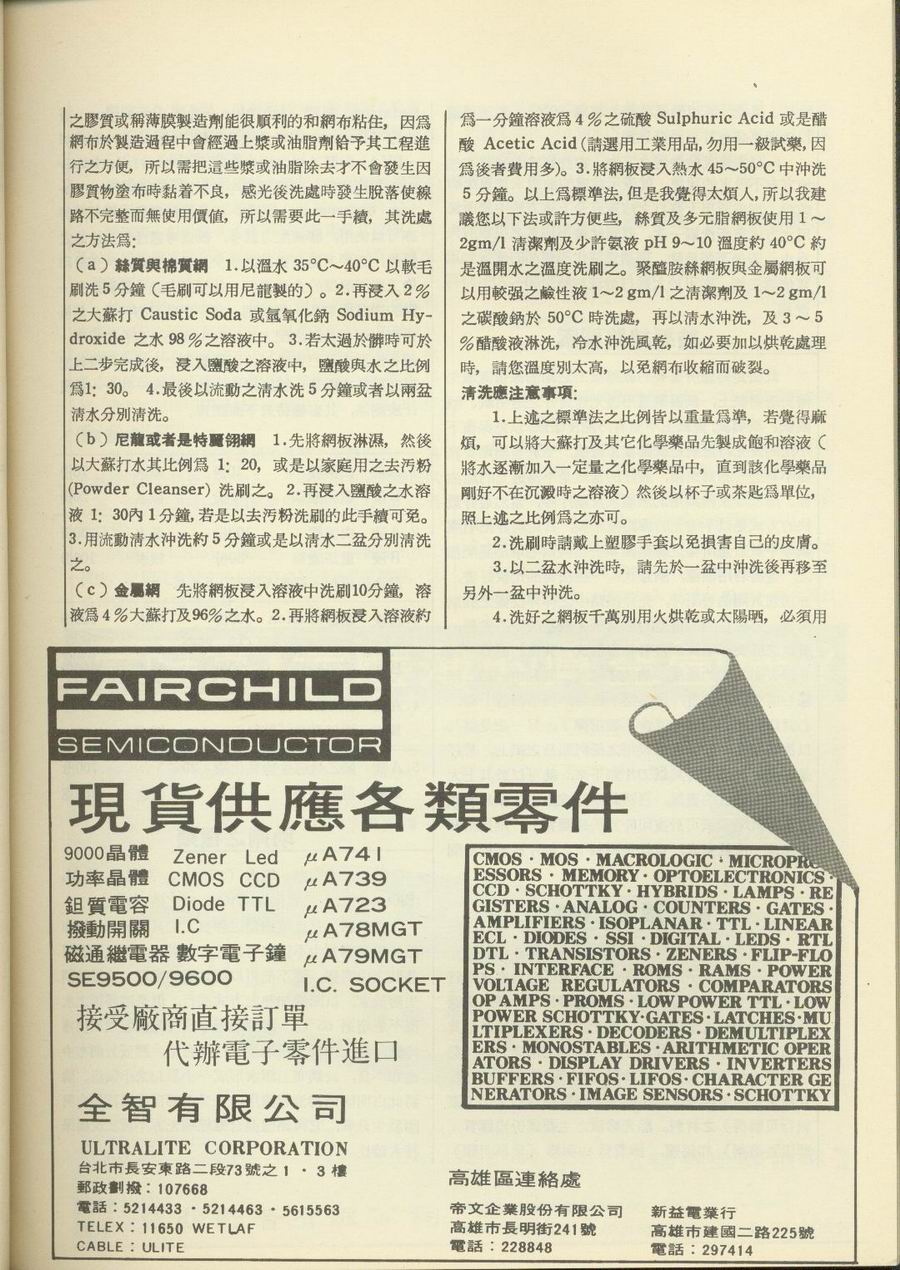 之膠質或稱薄膜製造劑能很順利的和網布粘住，因爲
網布於製造過程中會經過上漿或油脂劑給予其工程進
行之方便，所以需把這些漿或油脂除去才不會發生因
膠質物塗布時黏着不良，感光後洗處時發生脫落使線
路不完整而無使用價值，所以需要此一手續，其洗處
之方法爲:
（a）絲質與棉質網　1.以溫水 35°C～40°C 以軟毛
刷洗5分鐘（毛刷可以用尼龍製的）。2.再浸入2％
之大蘇打 Caustic Soda 或氫氧化鈉 Sodium Hy-
droxide 之水 98％之溶液中。 3.若太過於髒時可於
上二步完成後，浸入鹽酸之溶液中，鹽酸與水之比例
爲1: 30。 4.最後以流動之清水洗5分鐘或者以兩盆
清水分別清洗。
（b）尼龍或者是特麗翎網　1.先將網板淋濕，然後
以大蘇打水其比例爲 1: 20，或是以家庭用之去污粉
(Powder Cleanser) 洗刷之。 2.再浸入鹽酸之水溶
液 1: 30內1分鐘，若是以去污粉洗刷的此手續可免。
3.用流動清水沖洗約5分鐘或是以清水二盆分別清洗
之。
（c）金屬網　先將網板浸入溶液中洗刷10分鐘，溶
液爲4％大蘇打及96％之水。2.再將網板浸入溶液約
爲一分鐘溶液爲4％之硫酸 Sulphuric Acid 或是醋
酸 Acetic Acid(請選用工業用品，勿用一級試藥，因
爲後者費用多)。3.將網板浸入熱水 45～50°C 中沖洗
5分鐘。以上爲標準法，但是我覺得太煩人，所以我建
議您以下法或許方便些，絲質及多元脂網板使用1～
2gm/l 清潔劑及少許氨液 pH 9～10 溫度約 40°C 約
是溫開水之溫度洗刷之。聚醯胺絲網板與金屬網板可
以用較强之鹼性液 1～2 gm/l 之清潔劑及 1～2 gm/l
之碳酸鈉於 50°C 時洗處，再以清水沖洗，及3～5
％醋酸液淋洗，冷水沖洗風乾，如必要加以烘乾處理
時，請您溫度別太高，以免網布收縮而破裂。
清洗應注意事項:
1.上述之標準法之比例皆以重量爲準，若覺得麻
煩，可以將大蘇打及其它化學藥品先製成飽和溶液（
將水逐漸加入一定量之化學藥品中，直到該化學藥品
剛好不在沉澱時之溶液）然後以杯子或茶匙爲單位，
照上述之比例爲之亦可。
2.洗刷時請戴上塑膠手套以免損害自己的皮膚。
3.以二盆水沖洗時，請先於一盆中沖洗後再移至
另外一盆中沖洗。
4.洗好之網板千萬別用火烘乾或太陽晒，必須用
FAIRCHILD
SEMICONDUCTOR
現貨供應各類零件
9000晶體 Zener Led μA741
功率晶體 CMOS CCD μA739
鉭質電容 Diode TTL μA723
撥動開關 I.C μA78MGT
磁通繼電器 數字電子鐘 μA79MGT
SE9500/9600 I.C. SOCKET
接受廠商直接訂單
代辦電子零件進口
CMOS · MOS · MACROLOGIC · MICROPRO
ESSORS · MEMORY · OPTOELECTRONICS ·
CCD · SCHOTTKY · HYBRIDS · LAMPS · RE
GISTERS · ANALOG · COUNTERS · GATES ·
AMPLIFIERS · ISOPLANAR · TTL · LINEAR
ECL · DIODES · SSI · DIGITAL · LEDS · RTL
DTL · TRANSISTORS · ZENERS · FLIP-FLO
PS · INTERFACE · ROMS · RAMS · POWER
VOLTAGE REGULATORS · COMPARATORS
OP AMPS · PROMS · LOW POWER TTL · LOW
POWER SCHOTTKY·GATES·LATCHES·MU
LTIPLEXERS · DECODERS · DEMULTIPLEX
ERS · MONOSTABLES · ARITHMETIC OPER
ATORS · DISPLAY DRIVERS · INVERTERS
BUFFERS · FIFOS · LIFOS · CHARACTER GE
NERATORS · IMAGE SENSORS · SCHOTTKY
全智有限公司
ULTRALITE CORPORATION
台北市長安東路二段73號之1・3樓
郵政劃撥：107668
電話：5214433・5214463・5615563
TELEX：11650 WETLAF
CABLE：ULITE
高雄區連絡處
帝文企業股份有限公司
高雄市長明街241號
電話：228848
新益電業行
高雄市建國二路225號
電話：297414